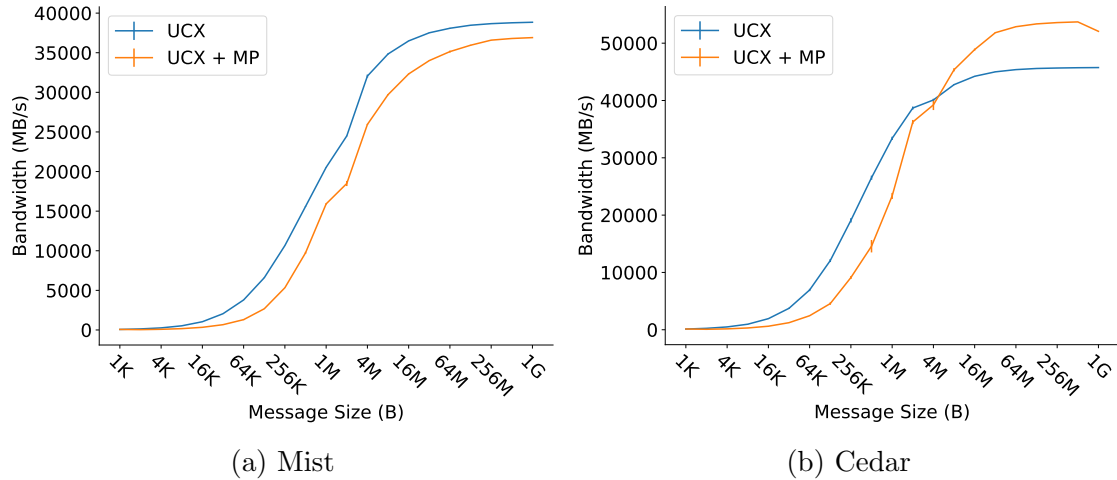 40000
35000
30000
25000
20000
15000
10000
5000
0
Bandwidth (MB/s)
UCX
UCX + MP
1K
4K
16K
64K
256K
1M
4M
16M
64M
256M
1G
Message Size (B)
(a) Mist
50000
40000
30000
20000
10000
0
Bandwidth (MB/s)
UCX
UCX + MP
1K
4K
16K
64K
256K
1M
4M
16M
64M
256M
1G
Message Size (B)
(b) Cedar